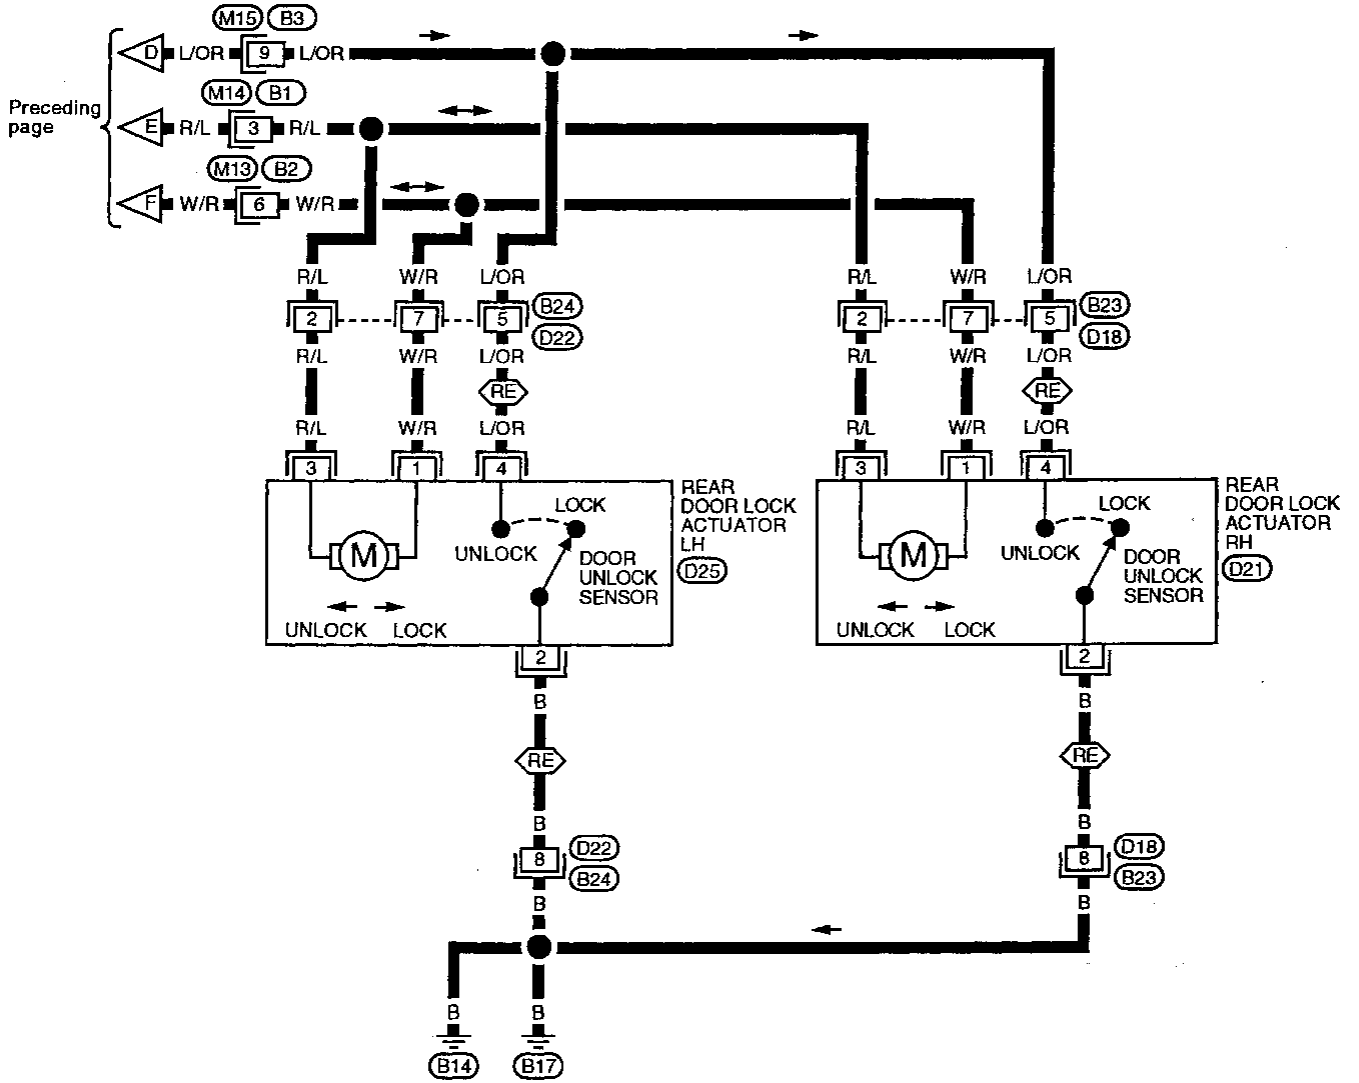 M15 B3
D L/OR 9 L/OR
M14 B1
Preceding
page
E R/L 3 R/L
M13 B2
F W/R 6 W/R
R/L W/R L/OR
R/L W/R L/OR
2 7 5
B24
D22
2 7 5
B23
D18
R/L W/R L/OR
R/L W/R L/OR
RE
RE
R/L W/R L/OR
R/L W/R L/OR
3 1 4
3 1 4
REAR
DOOR LOCK
ACTUATOR
LH
D25
LOCK
UNLOCK
DOOR
UNLOCK
SENSOR
M
UNLOCK LOCK
REAR
DOOR LOCK
ACTUATOR
RH
D21
LOCK
UNLOCK
DOOR
UNLOCK
SENSOR
M
UNLOCK LOCK
2
2
B
B
RE
RE
B
B
8
D22
B24
8
D18
B23
B
B
B
B
B14
B17